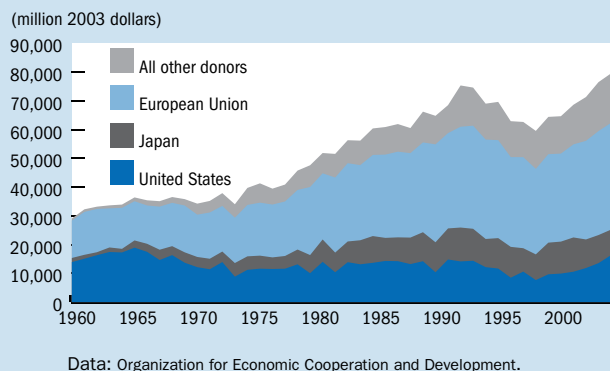 (million 2003 dollars)
90,000
80,000
70,000
60,000
50,000
40,000
30,000
20,000
10,000
0
All other donors
European Union
Japan
United States
1960 1965 1970 1975 1980 1985 1990 1995 2000
Data: Organization for Economic Cooperation and Development.